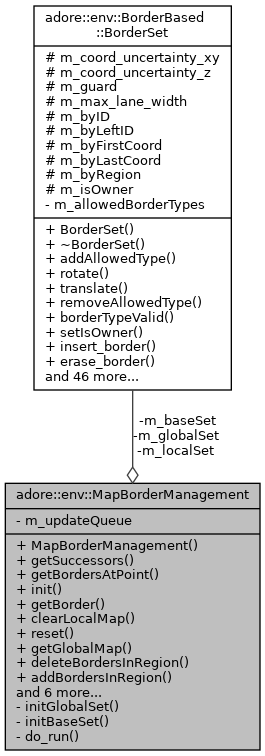 adore::env::BorderBased
::BorderSet
# m_coord_uncertainty_xy
# m_coord_uncertainty_z
# m_guard
# m_max_lane_width
# m_byID
# m_byLeftID
# m_byFirstCoord
# m_byLastCoord
# m_byRegion
# m_isOwner
- m_allowedBorderTypes
+ BorderSet()
+ ~BorderSet()
+ addAllowedType()
+ rotate()
+ translate()
+ removeAllowedType()
+ borderTypeValid()
+ setIsOwner()
+ insert_border()
+ erase_border()
and 46 more...
-m_baseSet
-m_globalSet
-m_localSet
adore::env::MapBorderManagement
- m_updateQueue
+ MapBorderManagement()
+ getSuccessors()
+ getBordersAtPoint()
+ init()
+ getBorder()
+ clearLocalMap()
+ reset()
+ getGlobalMap()
+ deleteBordersInRegion()
+ addBordersInRegion()
and 6 more...
- initGlobalSet()
- initBaseSet()
- do_run()